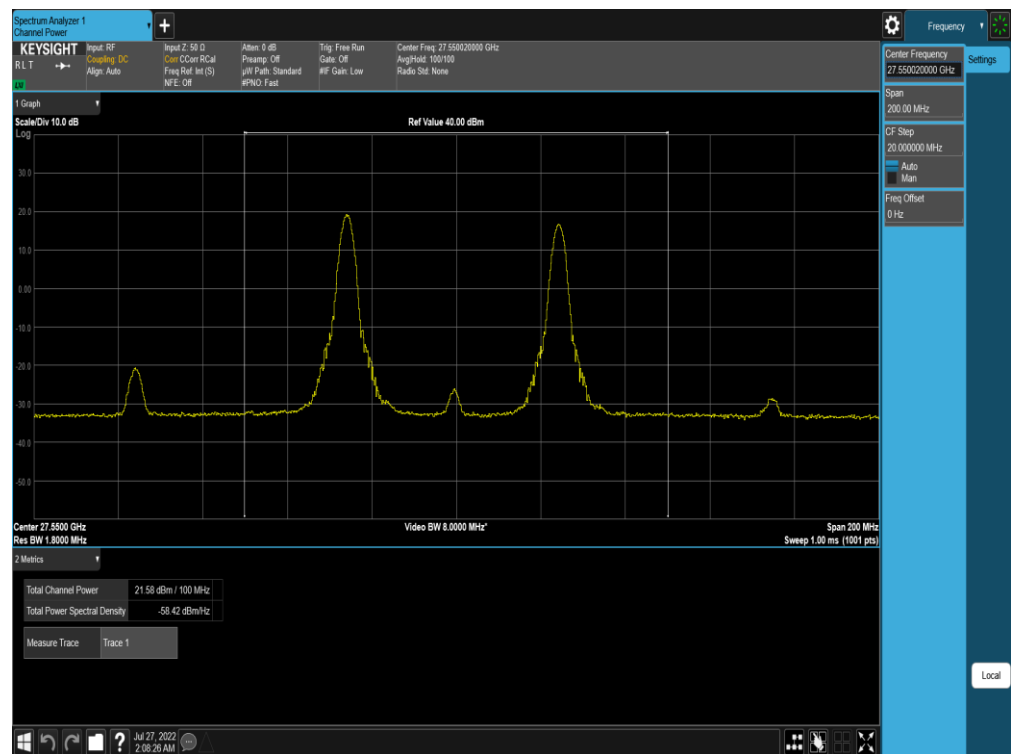 Spectrum Analyzer 1
Channel Power
+
Frequency
KEYSIGHT
RLT
LXI
Input: RF
Coupling: DC
Align: Auto
Input Z: 50 Ω
Corr CCorr RCal
Freq Ref: Int (S)
NFE: Off
Atten: 0 dB
Preamp: Off
µW Path: Standard
#PNO: Fast
Trig: Free Run
Gate: Off
#IF Gain: Low
Center Freq: 27.550020000 GHz
Avg|Hold: 100/100
Radio Std: None
Center Frequency
27.550020000 GHz
Settings
Span
200.00 MHz
CF Step
20.000000 MHz
Auto
Man
Freq Offset
0 Hz
1 Graph
Scale/Div 10.0 dB
Ref Value 40.00 dBm
Log
30.0
20.0
10.0
0.00
-10.0
-20.0
-30.0
-40.0
-50.0
Center 27.5500 GHz
Video BW 8.0000 MHz*
Span 200 MHz
Res BW 1.8000 MHz
Sweep 1.00 ms (1001 pts)
2 Metrics
Total Channel Power 21.58 dBm / 100 MHz
Total Power Spectral Density -58.42 dBm/Hz
Measure Trace Trace 1
Local
?
Jul 27, 2022
2:08:26 AM